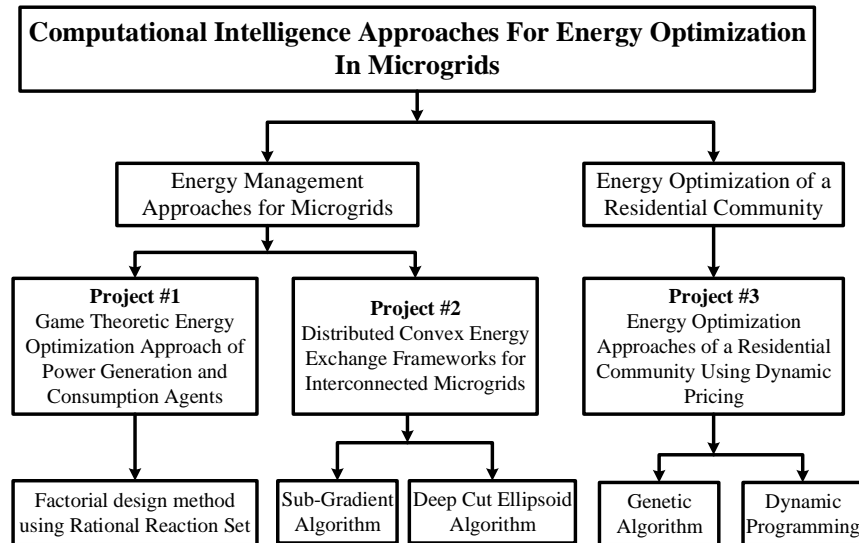 Computational Intelligence Approaches For Energy Optimization
In Microgrids
Energy Management
Approaches for Microgrids
Energy Optimization of a
Residential Community
Project #1
Game Theoretic Energy
Optimization Approach of
Power Generation and
Consumption Agents
Project #2
Distributed Convex Energy
Exchange Frameworks for
Interconnected Microgrids
Project #3
Energy Optimization
Approaches of a Residential
Community Using Dynamic
Pricing
Factorial design method
using Rational Reaction Set
Sub-Gradient
Algorithm
Deep Cut Ellipsoid
Algorithm
Genetic
Algorithm
Dynamic
Programming